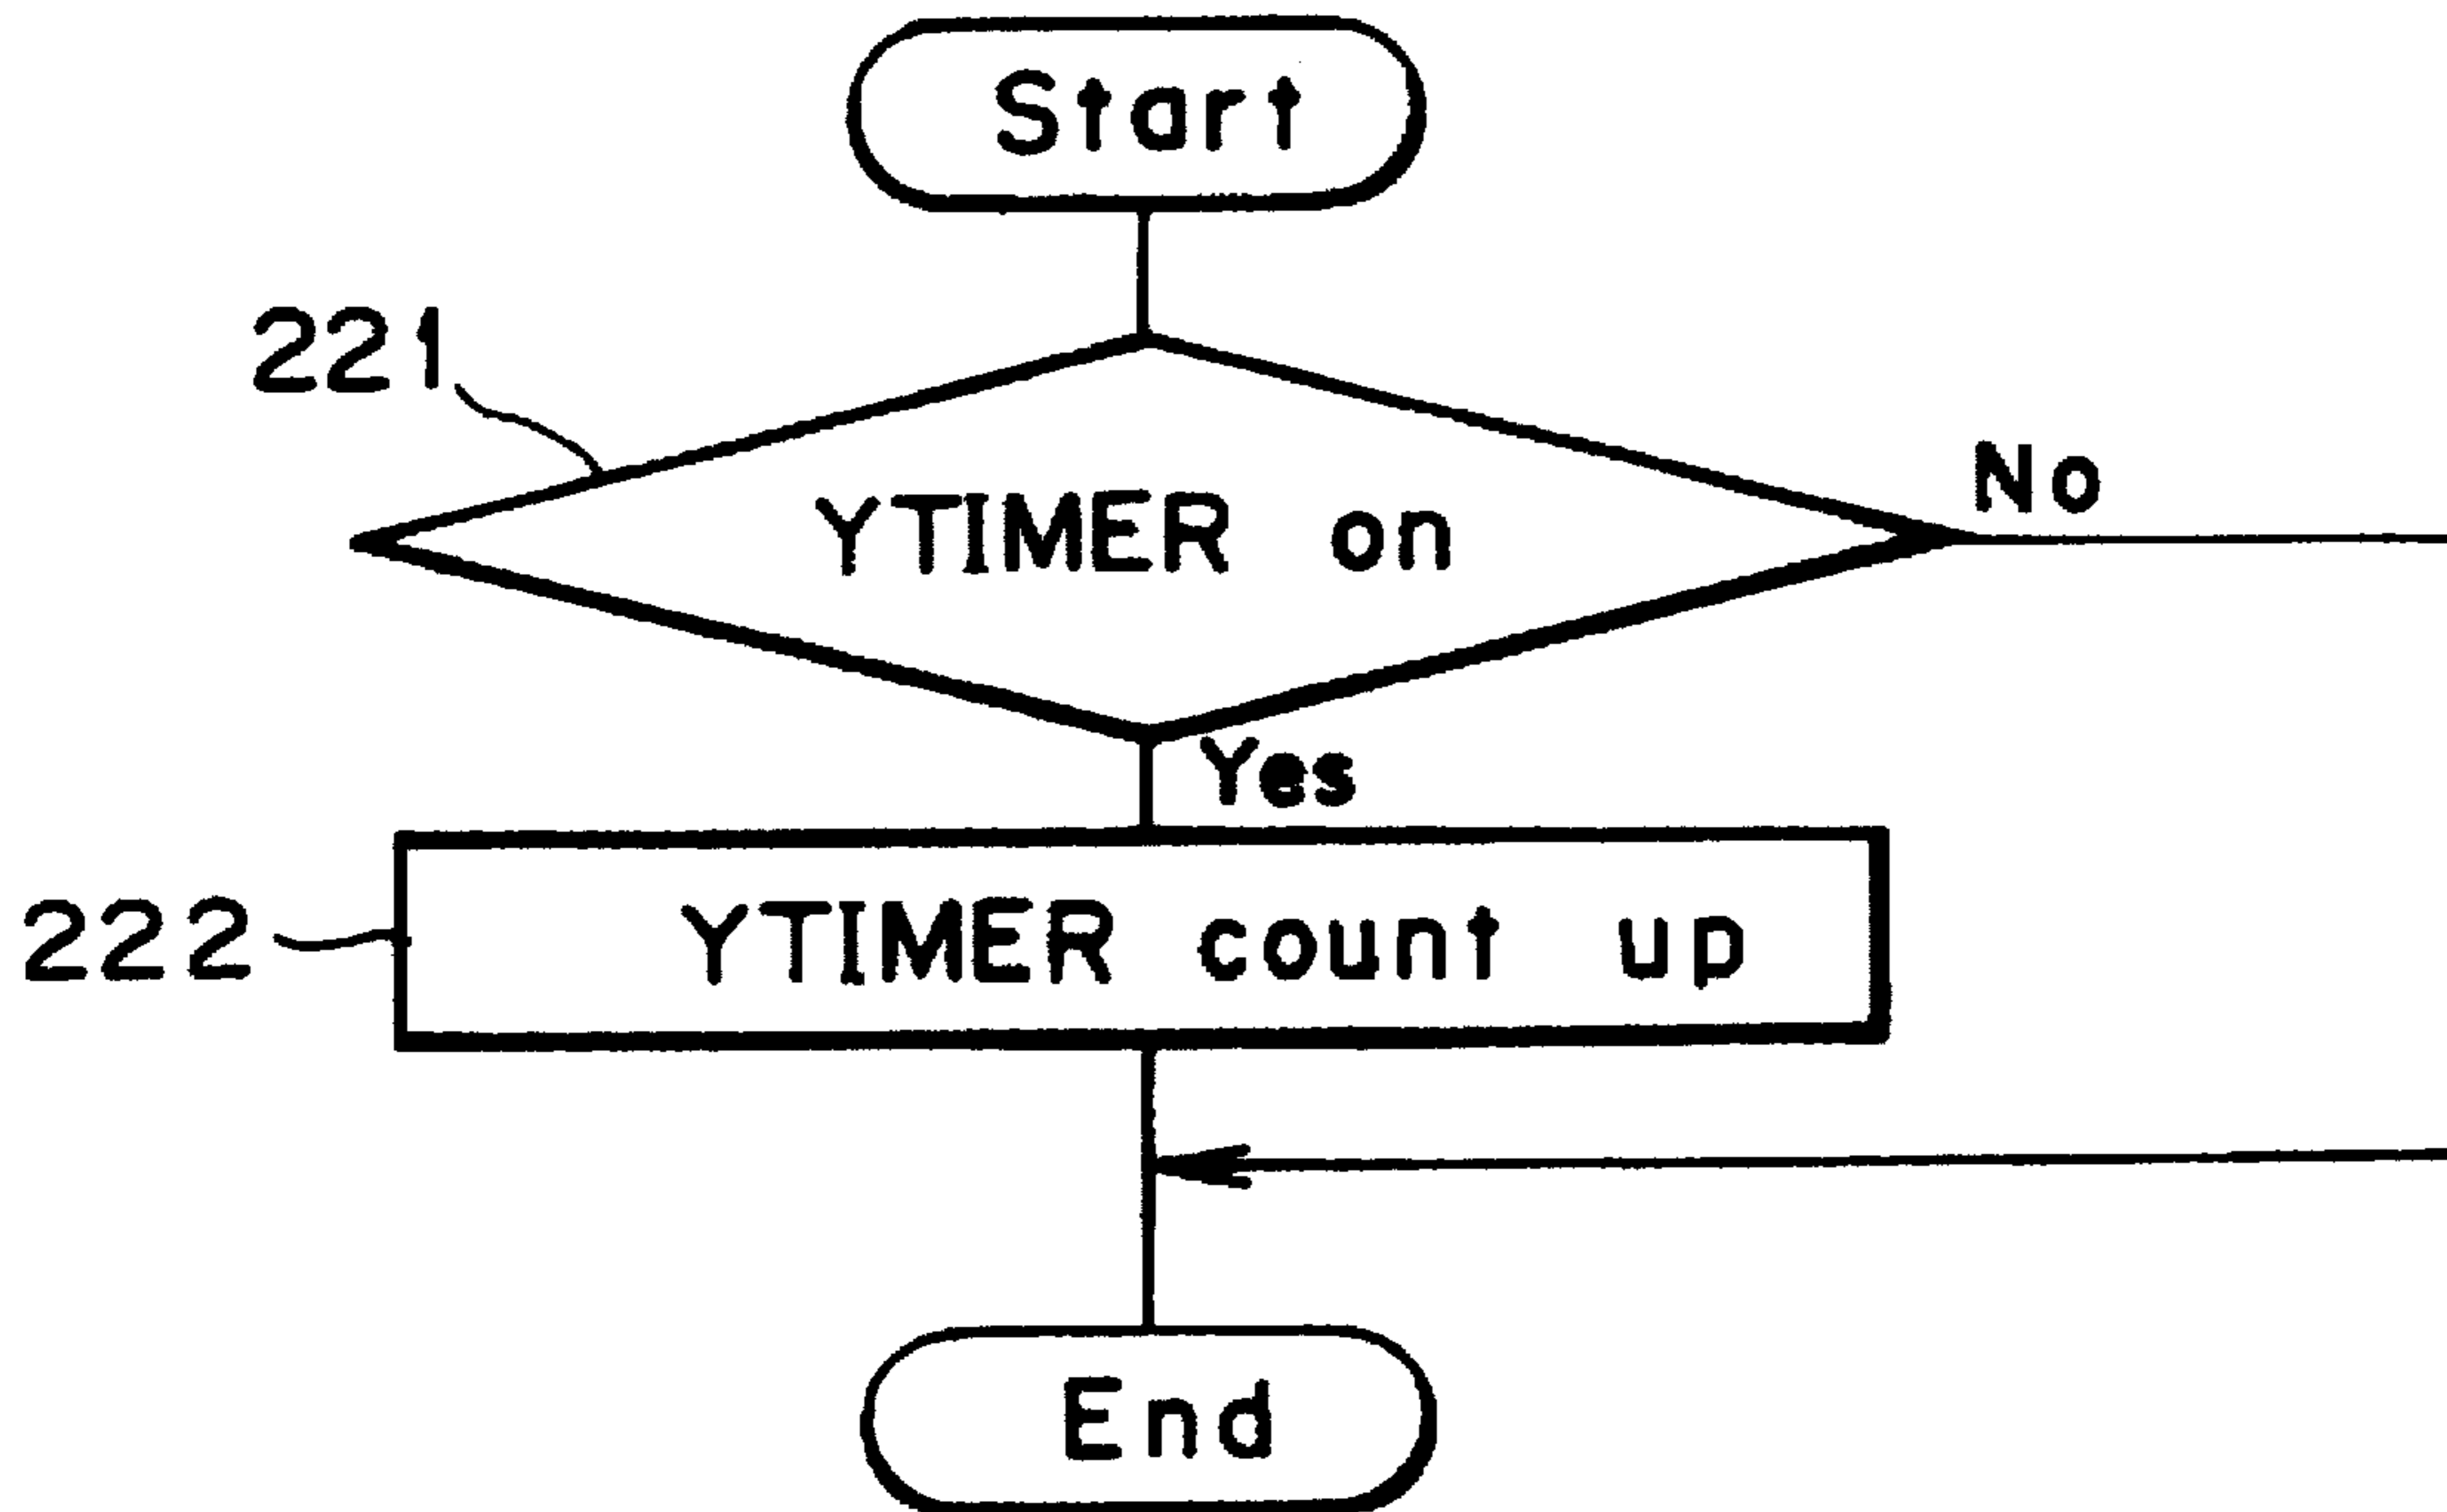 Start
221
YTIMER on
No
Yes
222
YTIMER count up
End